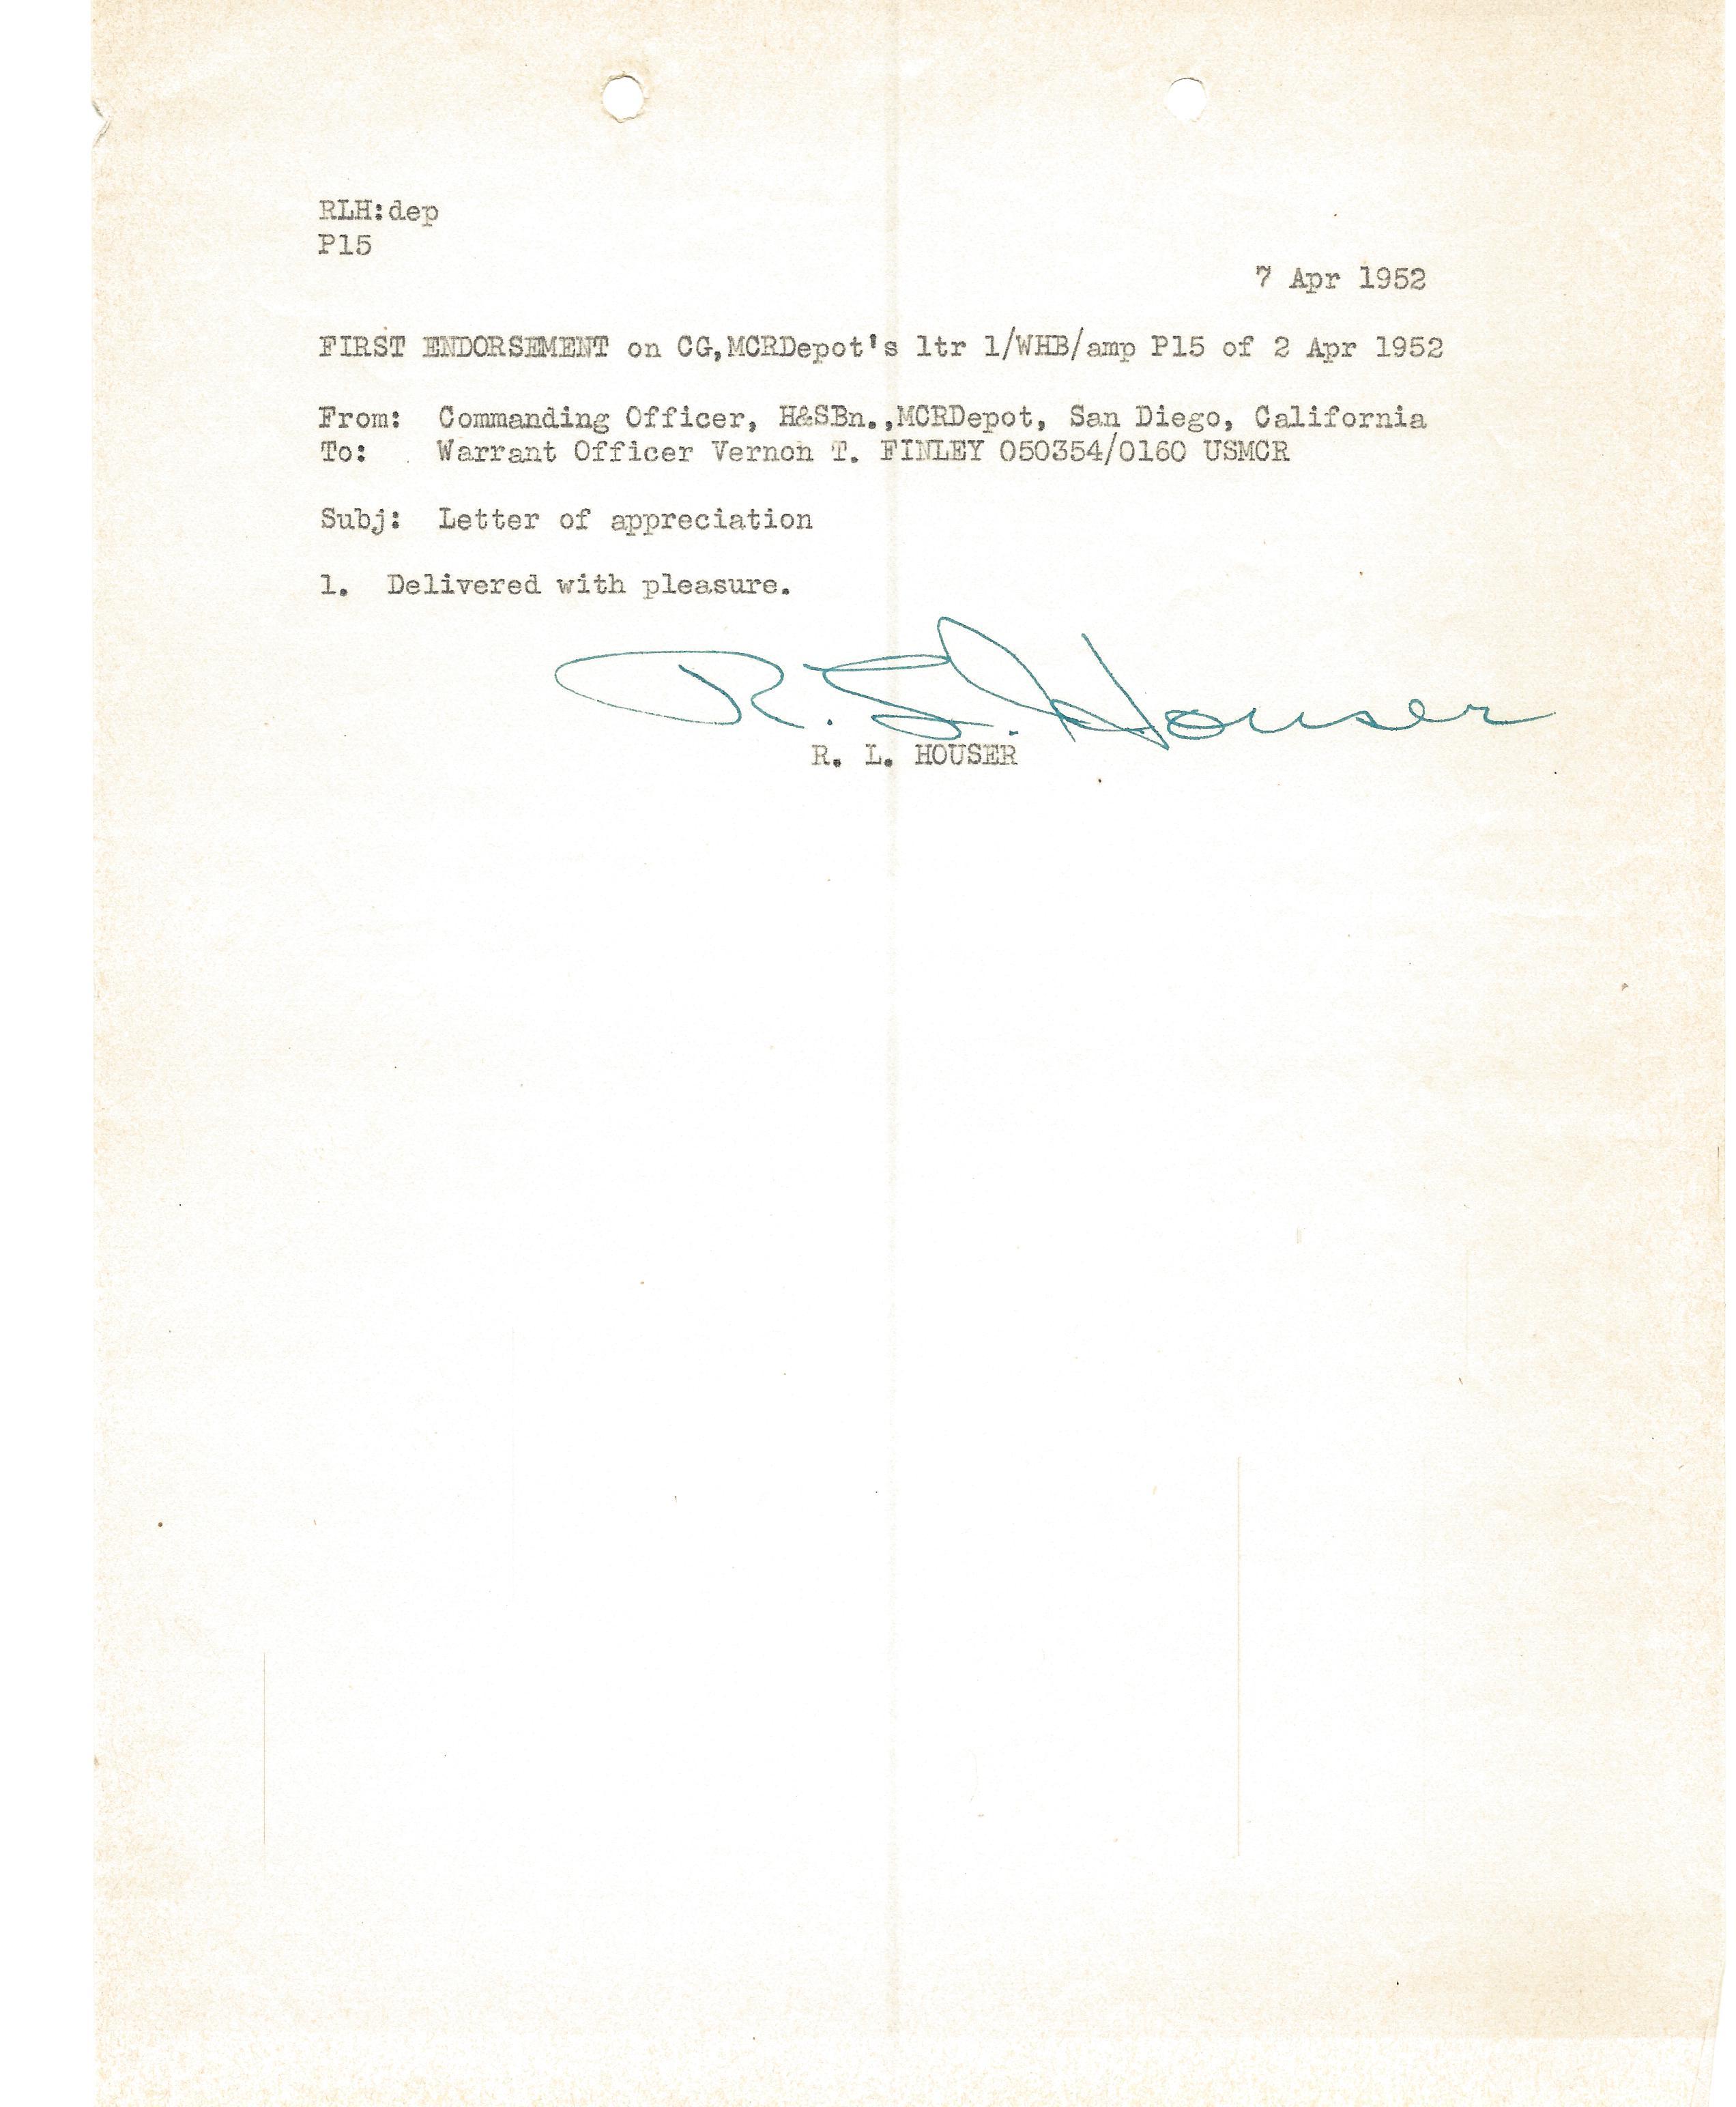 RLH:dep
P15
7 Apr 1952
FIRST ENDORSEMENT on CG,MCRDepot's ltr 1/WHB/amp P15 of 2 Apr 1952
From: Commanding Officer, H&SBn.,MCRDepot, San Diego, California
To: Warrant Officer Vernon T. FINLEY 050354/0160 USMCR
Subj: Letter of appreciation
1. Delivered with pleasure.
R. L. Houser
R. L. HOUSER